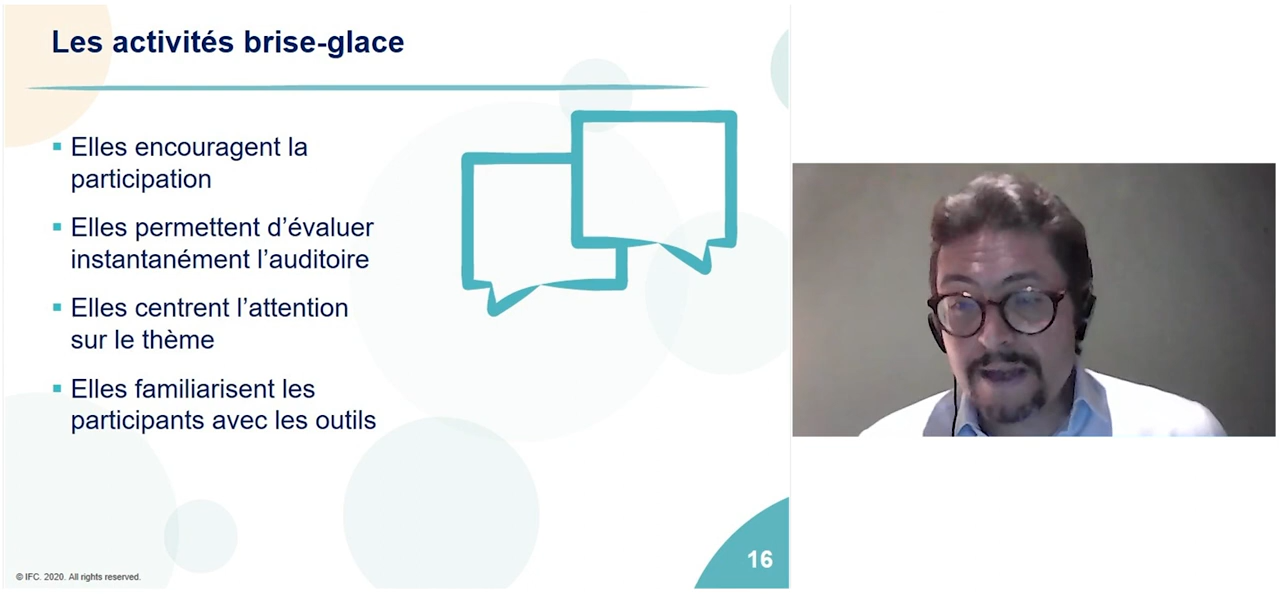 Les activités brise-glace
Elles encouragent la
participation
Elles permettent d’évaluer
instantanément l’auditoire
Elles centrent l’attention
sur le thème
Elles familiarisent les
participants avec les outils
16
© IFC. 2020. All rights reserved.